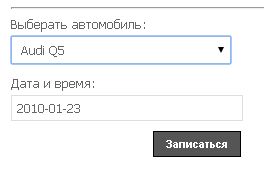 Выберать автомобиль:
Audi Q5
Дата и время:
2010-01-23
Записаться